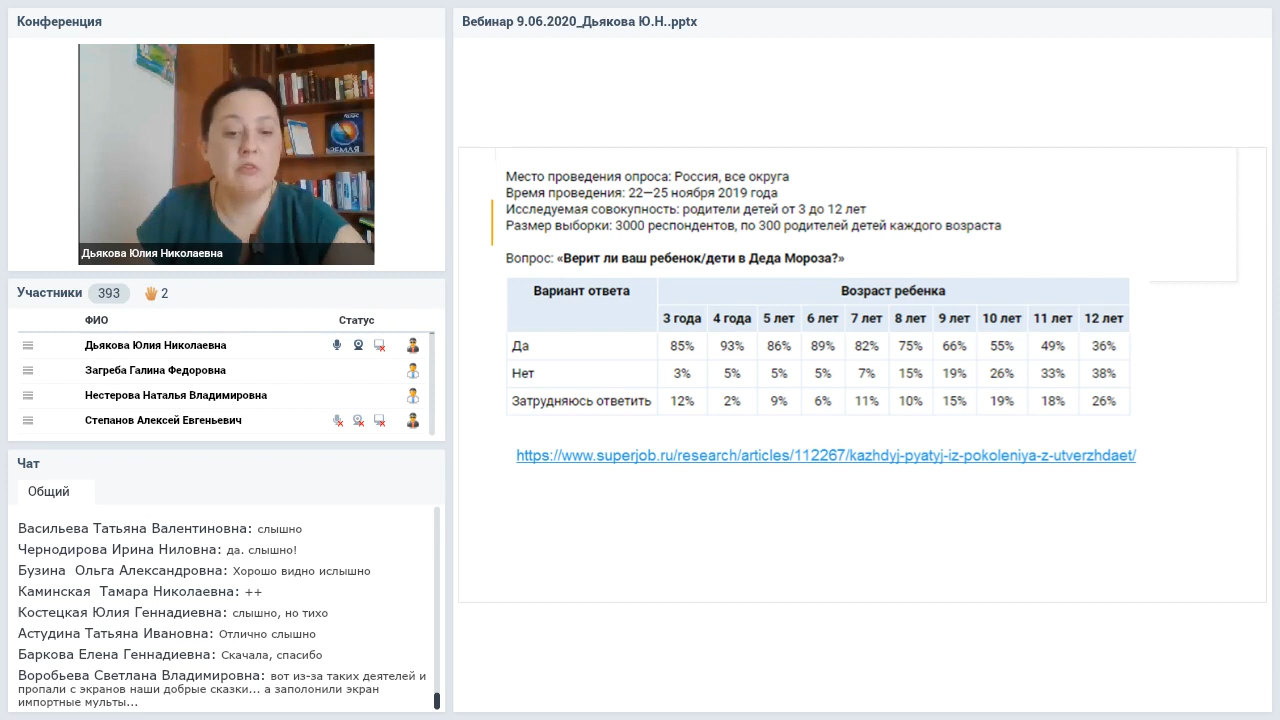 Конференция
Дьякова Юлия Николаевна
Участники 393 2
ФИО Статус
Дьякова Юлия Николаевна
Загреба Галина Федоровна
Нестерова Наталья Владимировна
Степанов Алексей Евгеньевич
Чат
Общий
Васильева Татьяна Валентиновна: слышно
Чернодирова Ирина Ниловна: да. слышно!
Бузина Ольга Александровна: Хорошо видно ислышно
Каминская Тамара Николаевна: ++
Костецкая Юлия Геннадиевна: слышно, но тихо
Астудина Татьяна Ивановна: Отлично слышно
Баркова Елена Геннадиевна: Скачала, спасибо
Воробьева Светлана Владимировна: вот из-за таких деятелей и
пропали с экранов наши добрые сказки... а заполонили экран
импортные мульты...
Вебинар 9.06.2020_Дьякова Ю.Н..pptx
Место проведения опроса: Россия, все округа
Время проведения: 22—25 ноября 2019 года
Исследуемая совокупность: родители детей от 3 до 12 лет
Размер выборки: 3000 респондентов, по 300 родителей детей каждого возраста
Вопрос: «Верит ли ваш ребенок/дети в Деда Мороза?»
Вариант ответа Возраст ребенка
3 года 4 года 5 лет 6 лет 7 лет 8 лет 9 лет 10 лет 11 лет 12 лет
Да 85% 93% 86% 89% 82% 75% 66% 55% 49% 36%
Нет 3% 5% 5% 5% 7% 15% 19% 26% 33% 38%
Затрудняюсь ответить 12% 2% 9% 6% 11% 10% 15% 19% 18% 26%
https://www.superjob.ru/research/articles/112267/kazhdyj-pyatyj-iz-pokoleniya-z-utverzhdaet/